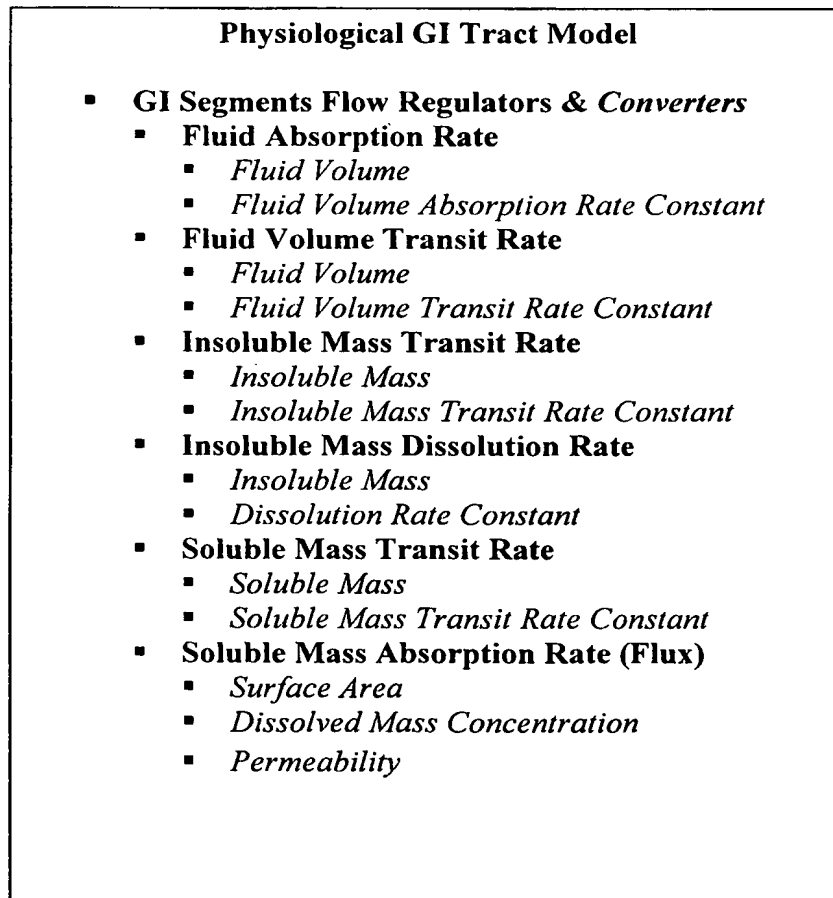 Physiological GI Tract Model
▪ GI Segments Flow Regulators & Converters
▪ Fluid Absorption Rate
▪ Fluid Volume
▪ Fluid Volume Absorption Rate Constant
▪ Fluid Volume Transit Rate
▪ Fluid Volume
▪ Fluid Volume Transit Rate Constant
▪ Insoluble Mass Transit Rate
▪ Insoluble Mass
▪ Insoluble Mass Transit Rate Constant
▪ Insoluble Mass Dissolution Rate
▪ Insoluble Mass
▪ Dissolution Rate Constant
▪ Soluble Mass Transit Rate
▪ Soluble Mass
▪ Soluble Mass Transit Rate Constant
▪ Soluble Mass Absorption Rate (Flux)
▪ Surface Area
▪ Dissolved Mass Concentration
▪ Permeability